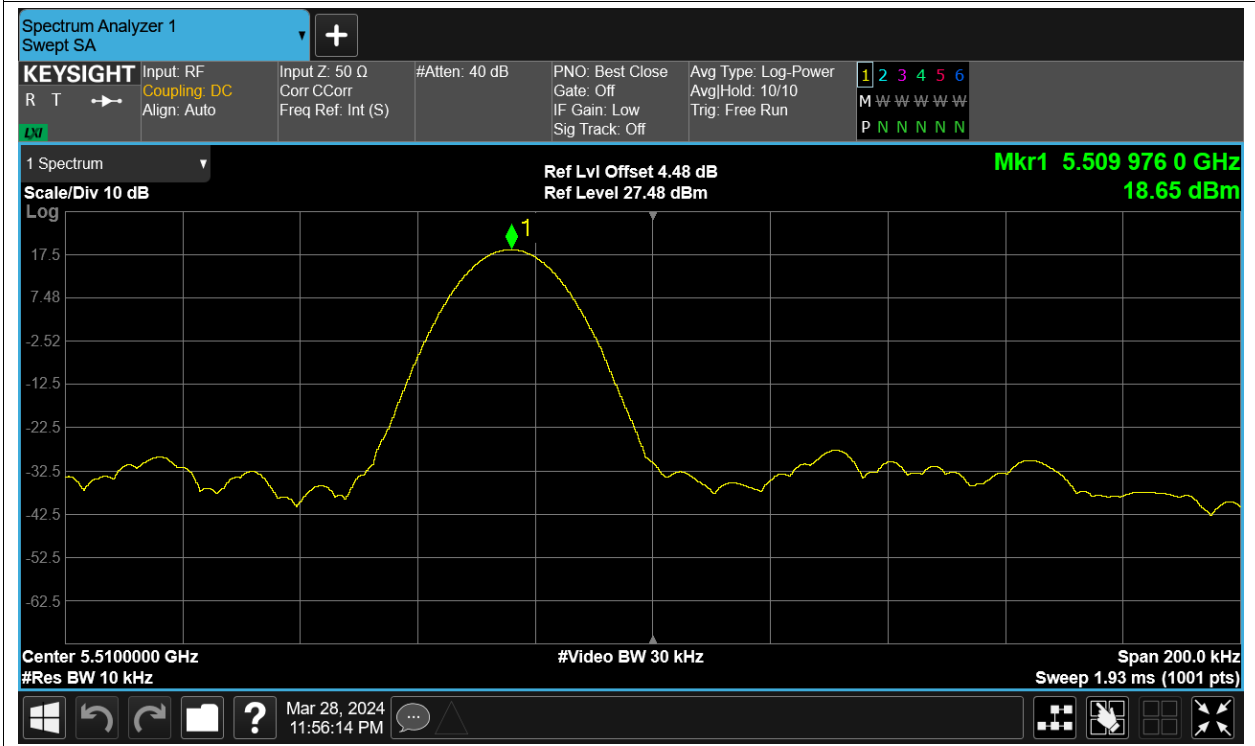 Spectrum Analyzer 1
Swept SA
KEYSIGHT
R T
LXI
Input: RF
Coupling: DC
Align: Auto
Input Z: 50 Ω
Corr CCorr
Freq Ref: Int (S)
#Atten: 40 dB
PNO: Best Close
Gate: Off
IF Gain: Low
Sig Track: Off
Avg Type: Log-Power
Avg|Hold: 10/10
Trig: Free Run
1 2 3 4 5 6
M W W W W W
P N N N N N
1 Spectrum
Scale/Div 10 dB
Log
Ref Lvl Offset 4.48 dB
Ref Level 27.48 dBm
Mkr1 5.509 976 0 GHz
18.65 dBm
1
17.5
7.48
-2.52
-12.5
-22.5
-32.5
-42.5
-52.5
-62.5
Center 5.5100000 GHz
#Video BW 30 kHz
Span 200.0 kHz
#Res BW 10 kHz
Sweep 1.93 ms (1001 pts)
?
Mar 28, 2024
11:56:14 PM